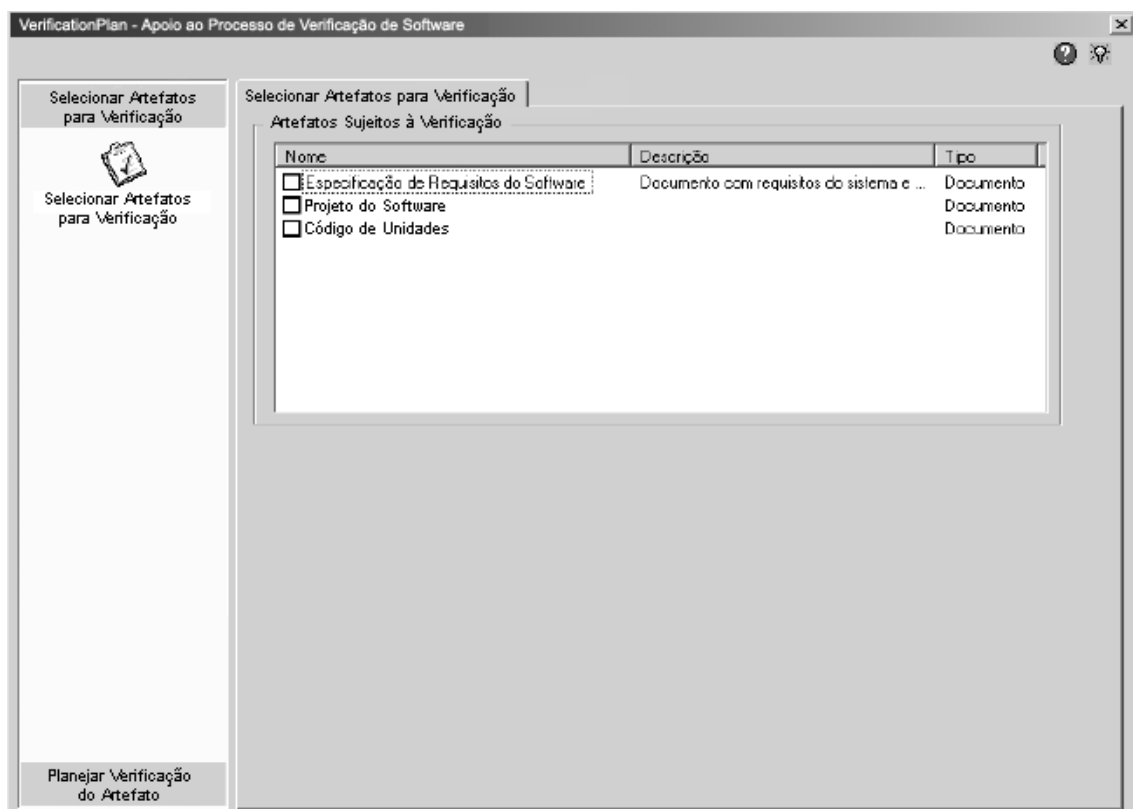 VerificationPlan - Apoio ao Processo de Verificação de Software
Selecionar Artefatos
para Verificação
Selecionar Artefatos
para Verificação
Selecionar Artefatos para Verificação
Artefatos Sujeitos à Verificação
Nome Descrição Tipo
Especificação de Requisitos do Software Documento com requisitos do sistema e ... Documento
Projeto do Software Documento
Código de Unidades Documento
Planejar Verificação
do Artefato